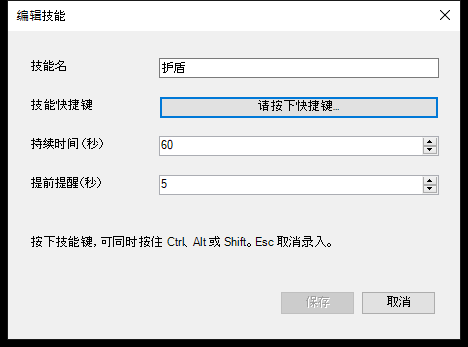 编辑技能
技能名
护盾
技能快捷键
请按下快捷键...
持续时间(秒)
60
提前提醒(秒)
5
按下技能键, 可同时按住 Ctrl、Alt 或 Shift。Esc 取消录入。
保存
取消